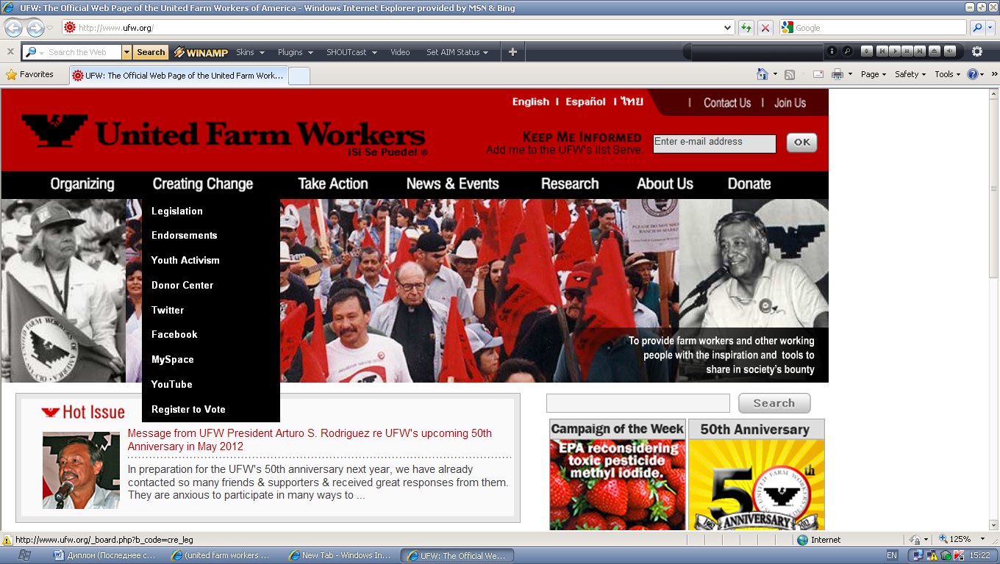 UFW: The Official Web Page of the United Farm Workers of America - Windows Internet Explorer provided by MSN & Bing
http://www.ufw.org/
Google
Search the Web
Search
WINAMP
Skins
Plugins
SHOUTcast
Video
Set AIM Status
Favorites
UFW: The Official Web Page of the United Farm Work...
Page
Safety
Tools
English I Español I ไทย
I Contact Us I Join Us
United Farm Workers
¡Si Se Puede! ®
KEEP ME INFORMED
Add me to the UFW's list Serve.
Enter e-mail address
OK
Organizing
Creating Change
Take Action
News & Events
Research
About Us
Donate
Legislation
Endorsements
Youth Activism
Donor Center
Twitter
Facebook
MySpace
YouTube
Register to Vote
To provide farm workers and other working
people with the inspiration and tools to
share in society's bounty
HOT ISSUE
Message from UFW President Arturo S. Rodriguez re UFW's upcoming 50th
Anniversary in May 2012
In preparation for the UFW's 50th anniversary next year, we have already
contacted so many friends & supporters & received great responses from them.
They are anxious to participate in many ways to ...
Search
Campaign of the Week
EPA reconsidering
toxic pesticide
methyl iodide.
50th Anniversary
50th
UNITED FARM WORKERS
ANNIVERSARY
http://www.ufw.org/_board.php?b_code=cre_leg
Internet
125%
Диплом (Последнее с...
(united farm workers ...
New Tab - Windows In...
UFW: The Official We...
EN
15:22